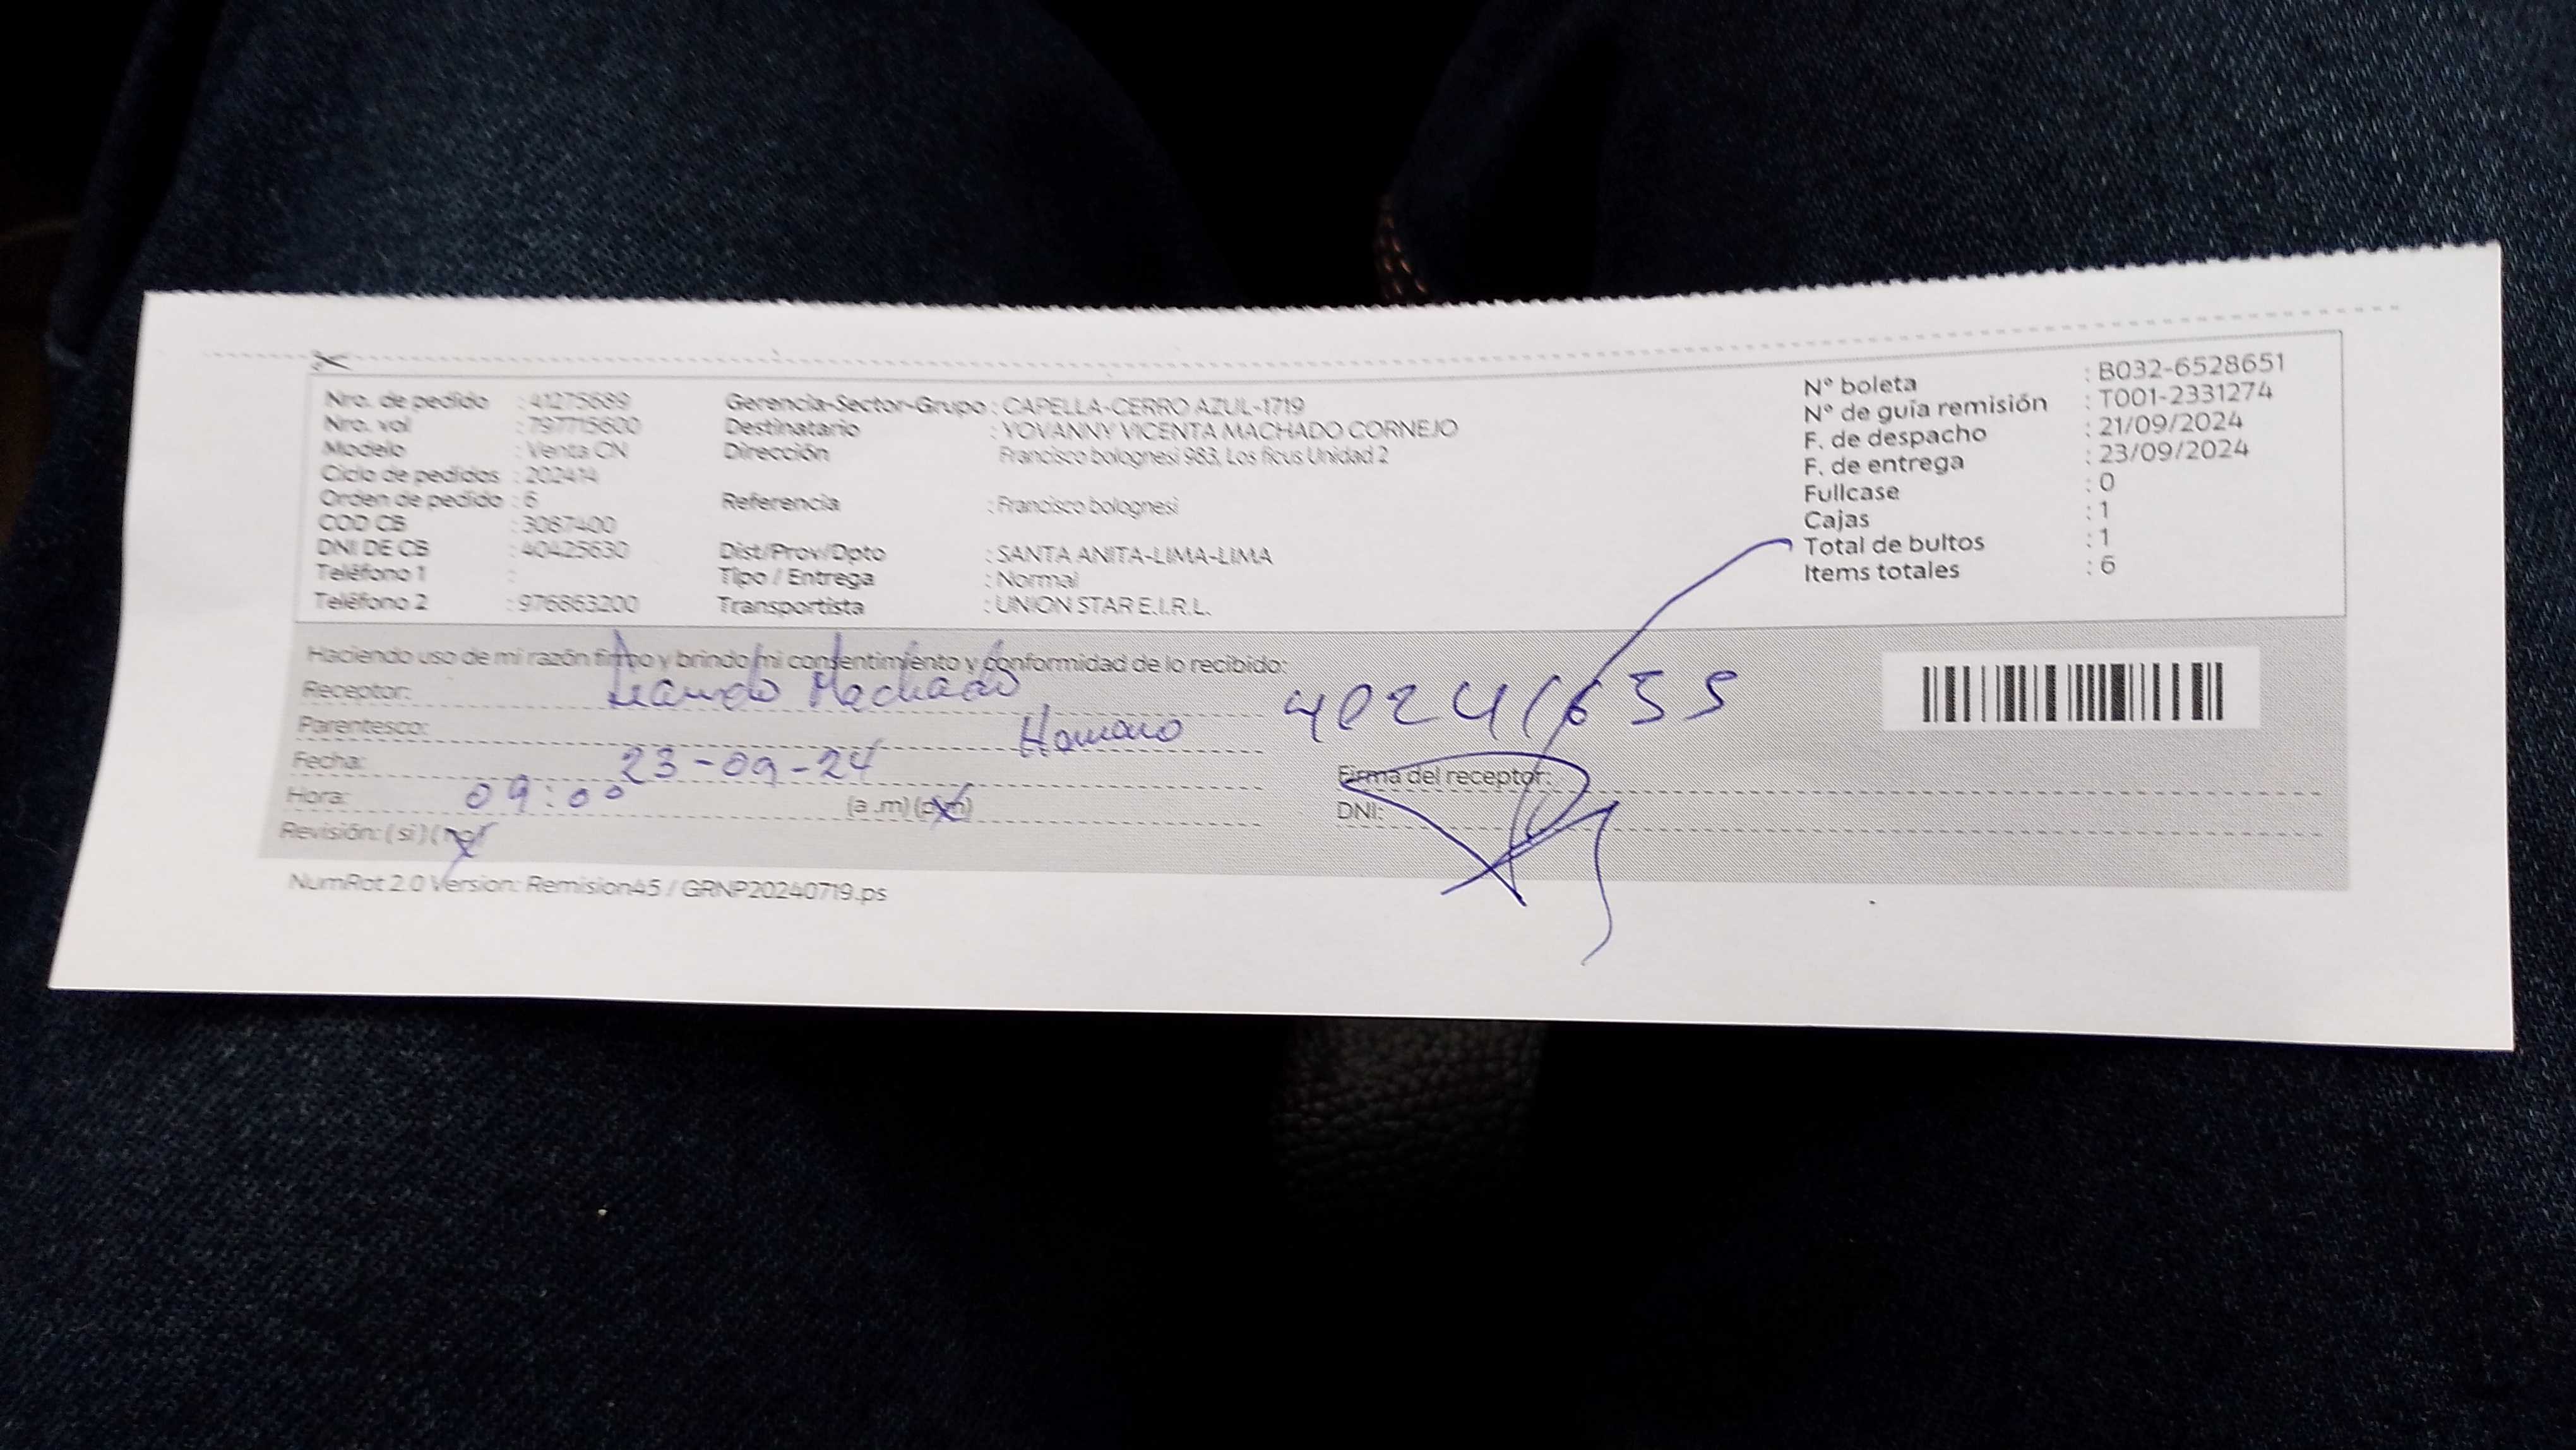 Nro. de pedido : 41275689
Nro. vol : 797715600
Modelo : Venta CN
Ciclo de pedidos : 202414
Orden de pedido : 6
COD CB : 3087400
DNI DE CB : 40425630
Teléfono 1 :
Teléfono 2 : 976863200
Gerencia-Sector-Grupo : CAPELLA-CERRO AZUL-1719
Destinatario : YOVANNY VICENTA MACHADO CORNEJO
Dirección Francisco bolognesi 983, Los ficus Unidad 2
Referencia : Francisco bolognesi
Dist/Prov/Dpto : SANTA ANITA-LIMA-LIMA
Tipo / Entrega : Normal
Transportista : UNION STAR E.I.R.L.
N° boleta : B032-6528651
N° de guía remisión : T001-2331274
F. de despacho : 21/09/2024
F. de entrega : 23/09/2024
Fullcase : 0
Cajas : 1
Total de bultos : 1
Items totales : 6
Haciendo uso de mi razón firmo y brindo mi consentimiento y conformidad de lo recibido:
Receptor: Machado
Parentesco:
Fecha: 23-09-24
Hora: 09:00 (a .m) (p.m)
Revisión: (si) (no)
Firma del receptor:
DNI:
NumRot 2.0 Version: Remision45 / GRNP20240719.ps